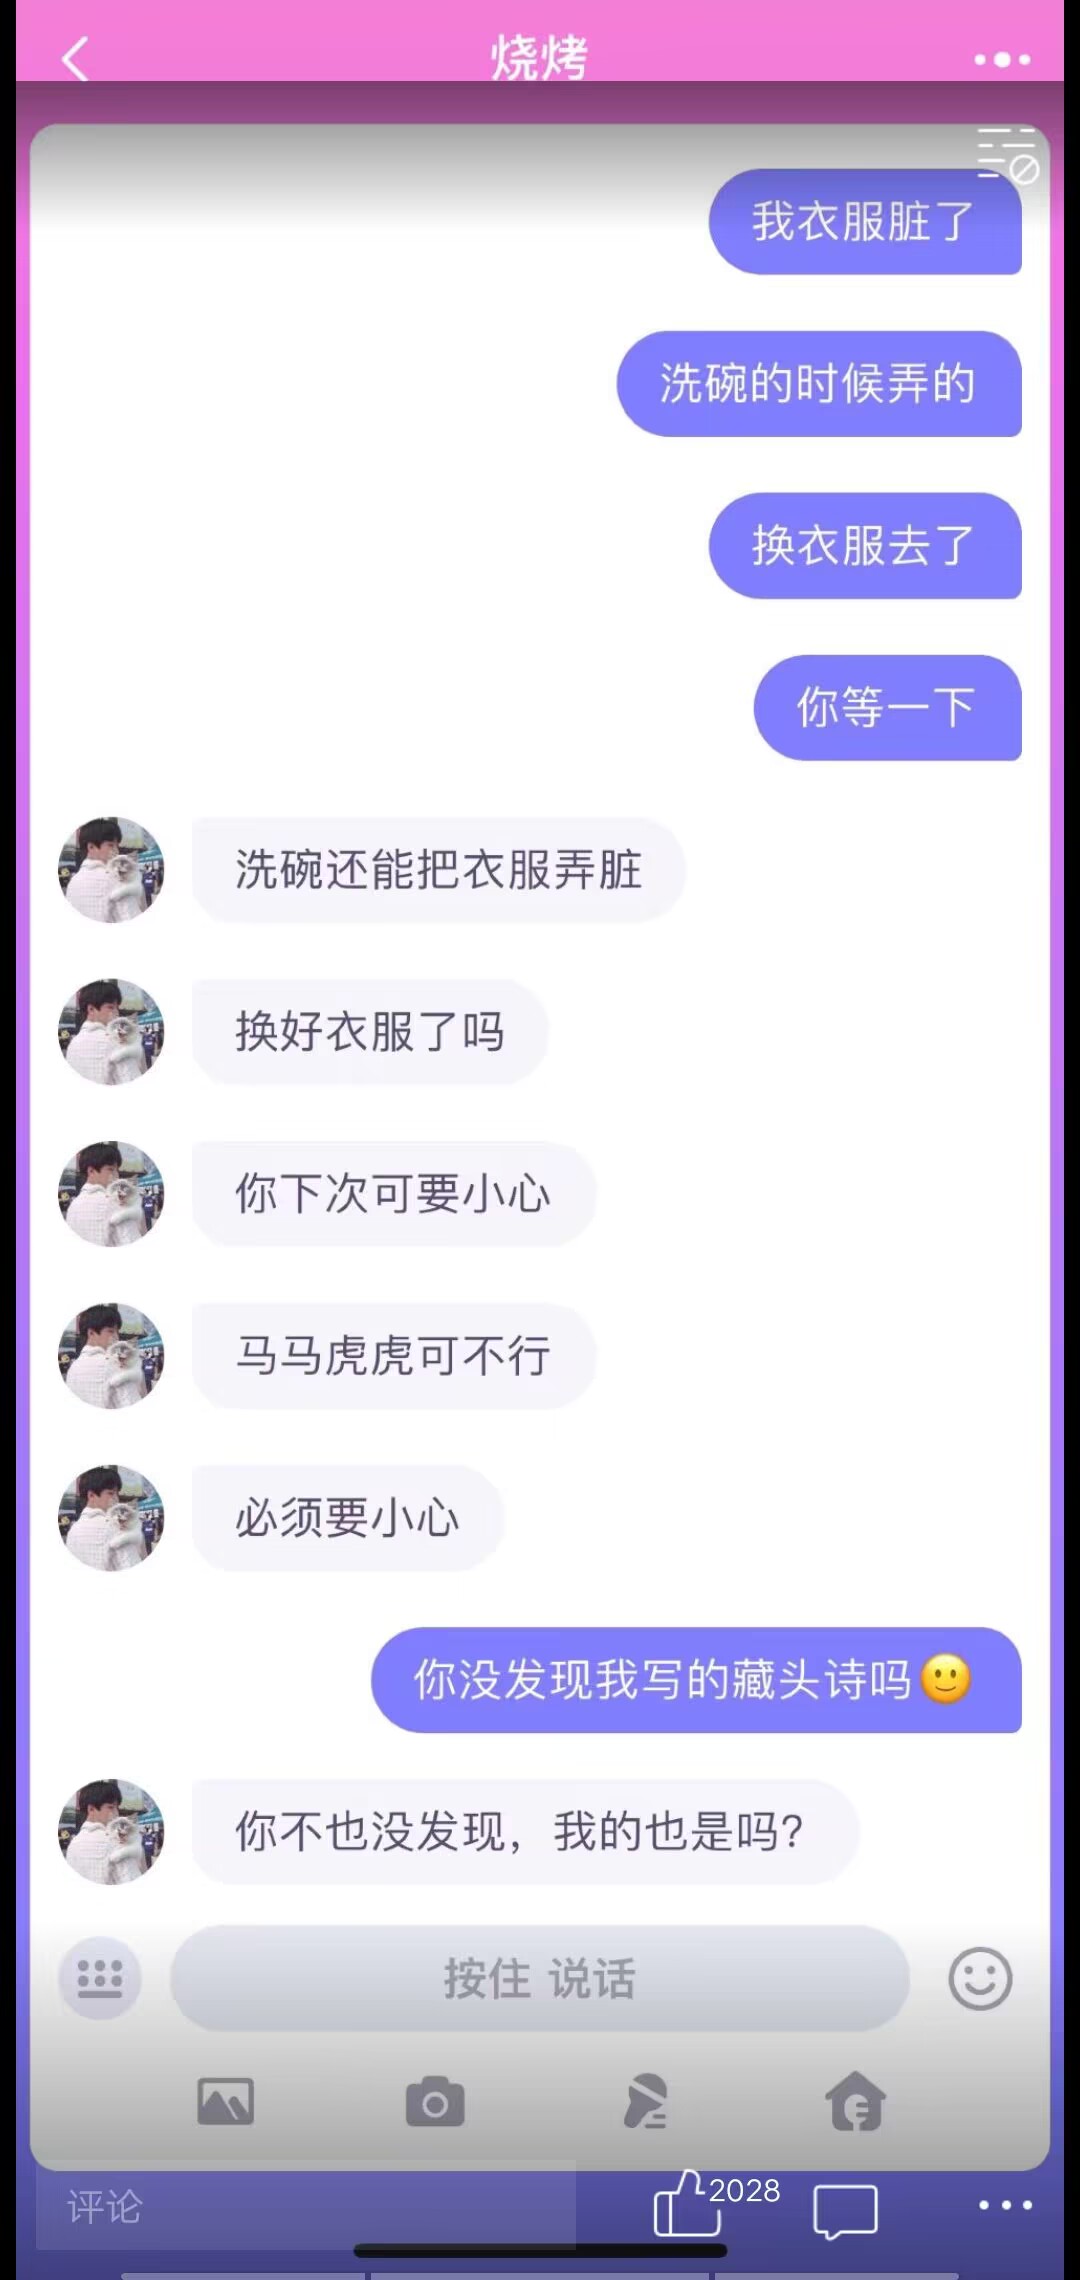 烧烤
我衣服脏了
洗碗的时候弄的
换衣服去了
你等一下
洗碗还能把衣服弄脏
换好衣服了吗
你下次可要小心
马马虎虎可不行
必须要小心
你没发现我写的藏头诗吗🙂
你不也没发现，我的也是吗？
按住 说话
评论
2028